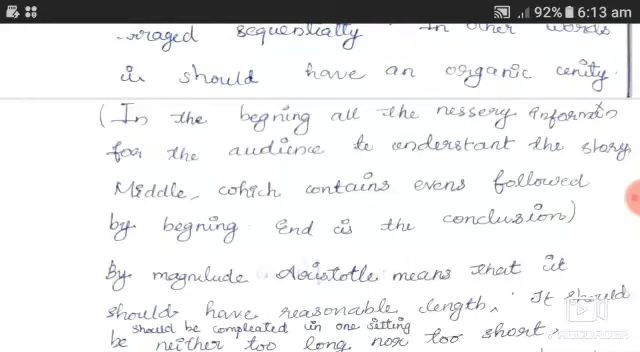 92% 6:13 am
sequentially In other words
it should have an organic cenity.
(In the begning all the nessery informatn
for the audience to understant the story
Middle, which contains evens followed
by begning End is the conclusion)
By magnilude Aristotle means that it
should have reasonable length. It should
should be compleated in one sitting
be neither too long nor too short.